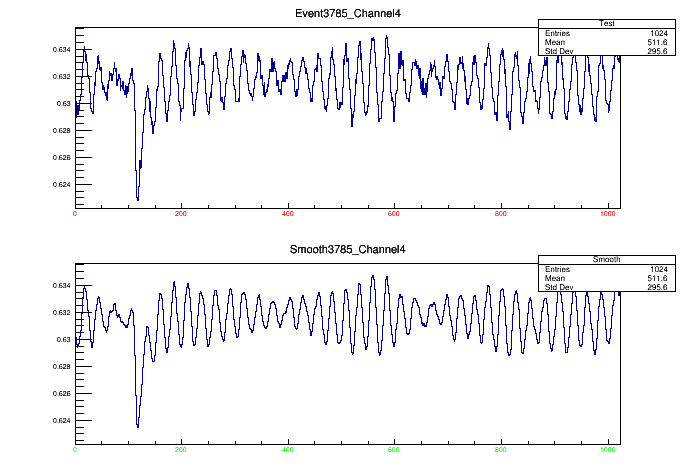 Event3785_Channel4
Test
Entries 1024
Mean 511.6
Std Dev 295.6
0.634
0.632
0.63
0.628
0.626
0.624
0 200 400 600 800 1000
Smooth3785_Channel4
Smooth
Entries 1024
Mean 511.6
Std Dev 295.6
0.634
0.632
0.63
0.628
0.626
0.624
0 200 400 600 800 1000